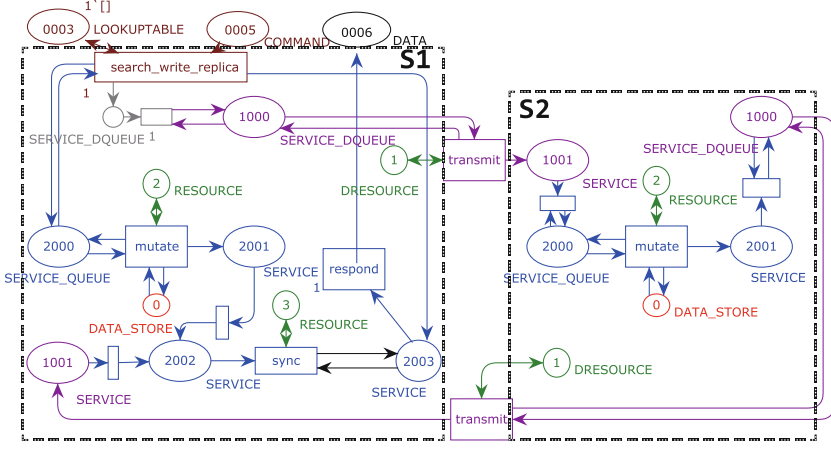 1`[]
0003
LOOKUPTABLE
0005
COMMAND
0006
DATA
S1
search_write_replica
1
SERVICE_DQUEUE
1
1000
SERVICE_DQUEUE
1
DRESOURCE
transmit
2
RESOURCE
2000
SERVICE_QUEUE
mutate
2001
SERVICE
0
DATA_STORE
respond
1
3
RESOURCE
1001
SERVICE
2002
SERVICE
sync
2003
SERVICE
S2
1000
SERVICE_DQUEUE
1001
SERVICE
2
RESOURCE
2000
SERVICE_QUEUE
mutate
2001
SERVICE
0
DATA_STORE
1
DRESOURCE
transmit